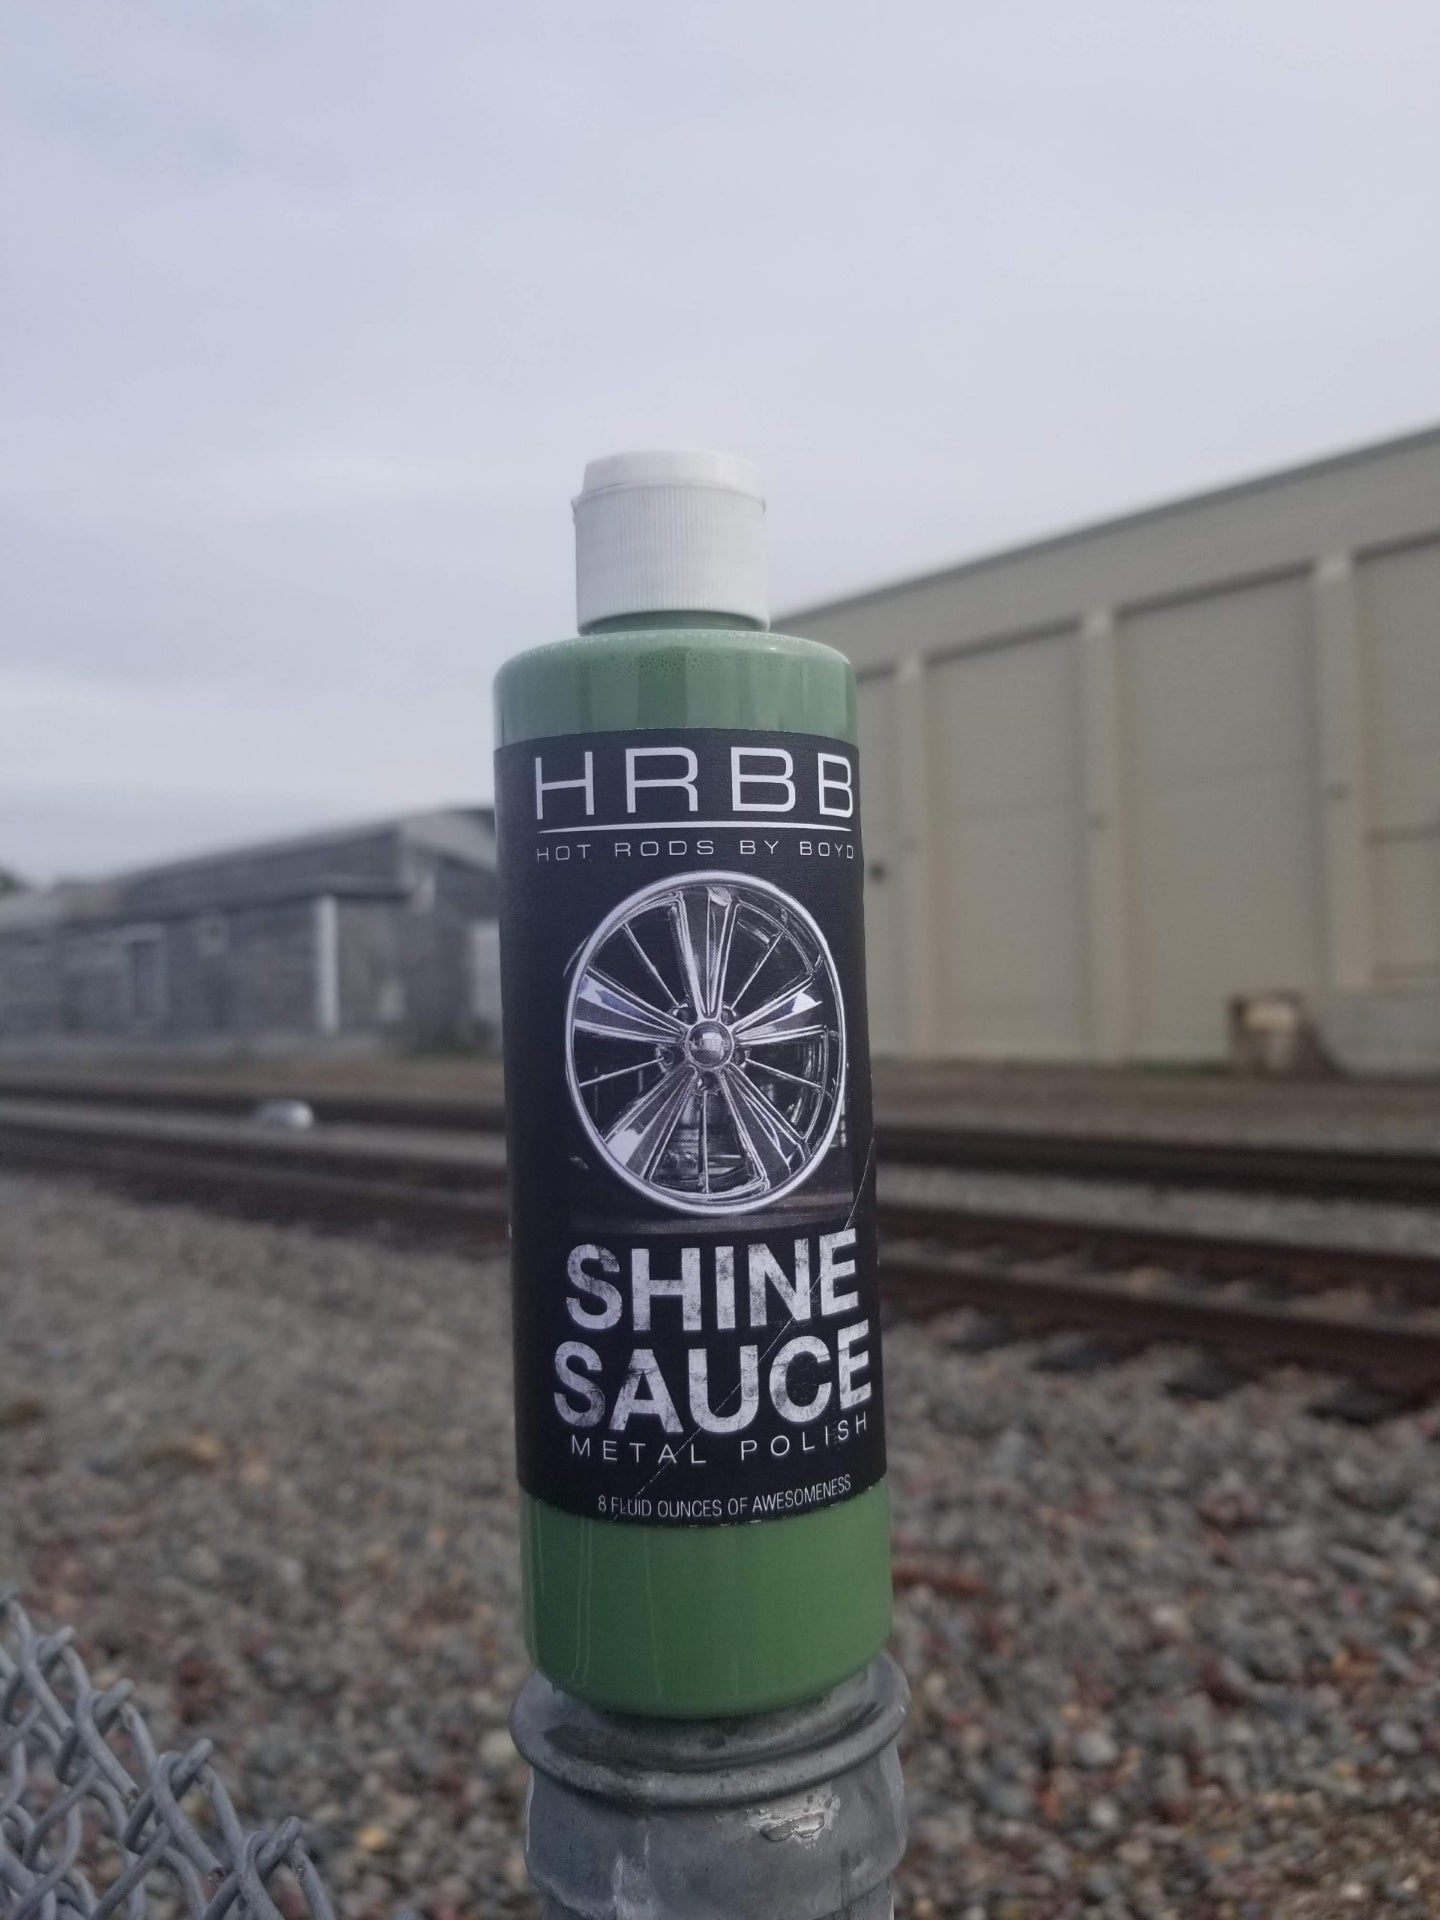 HRBB
HOT RODS BY BOYD
SHINE
SAUCE
METAL POLISH
8 FLUID OUNCES OF AWESOMENESS